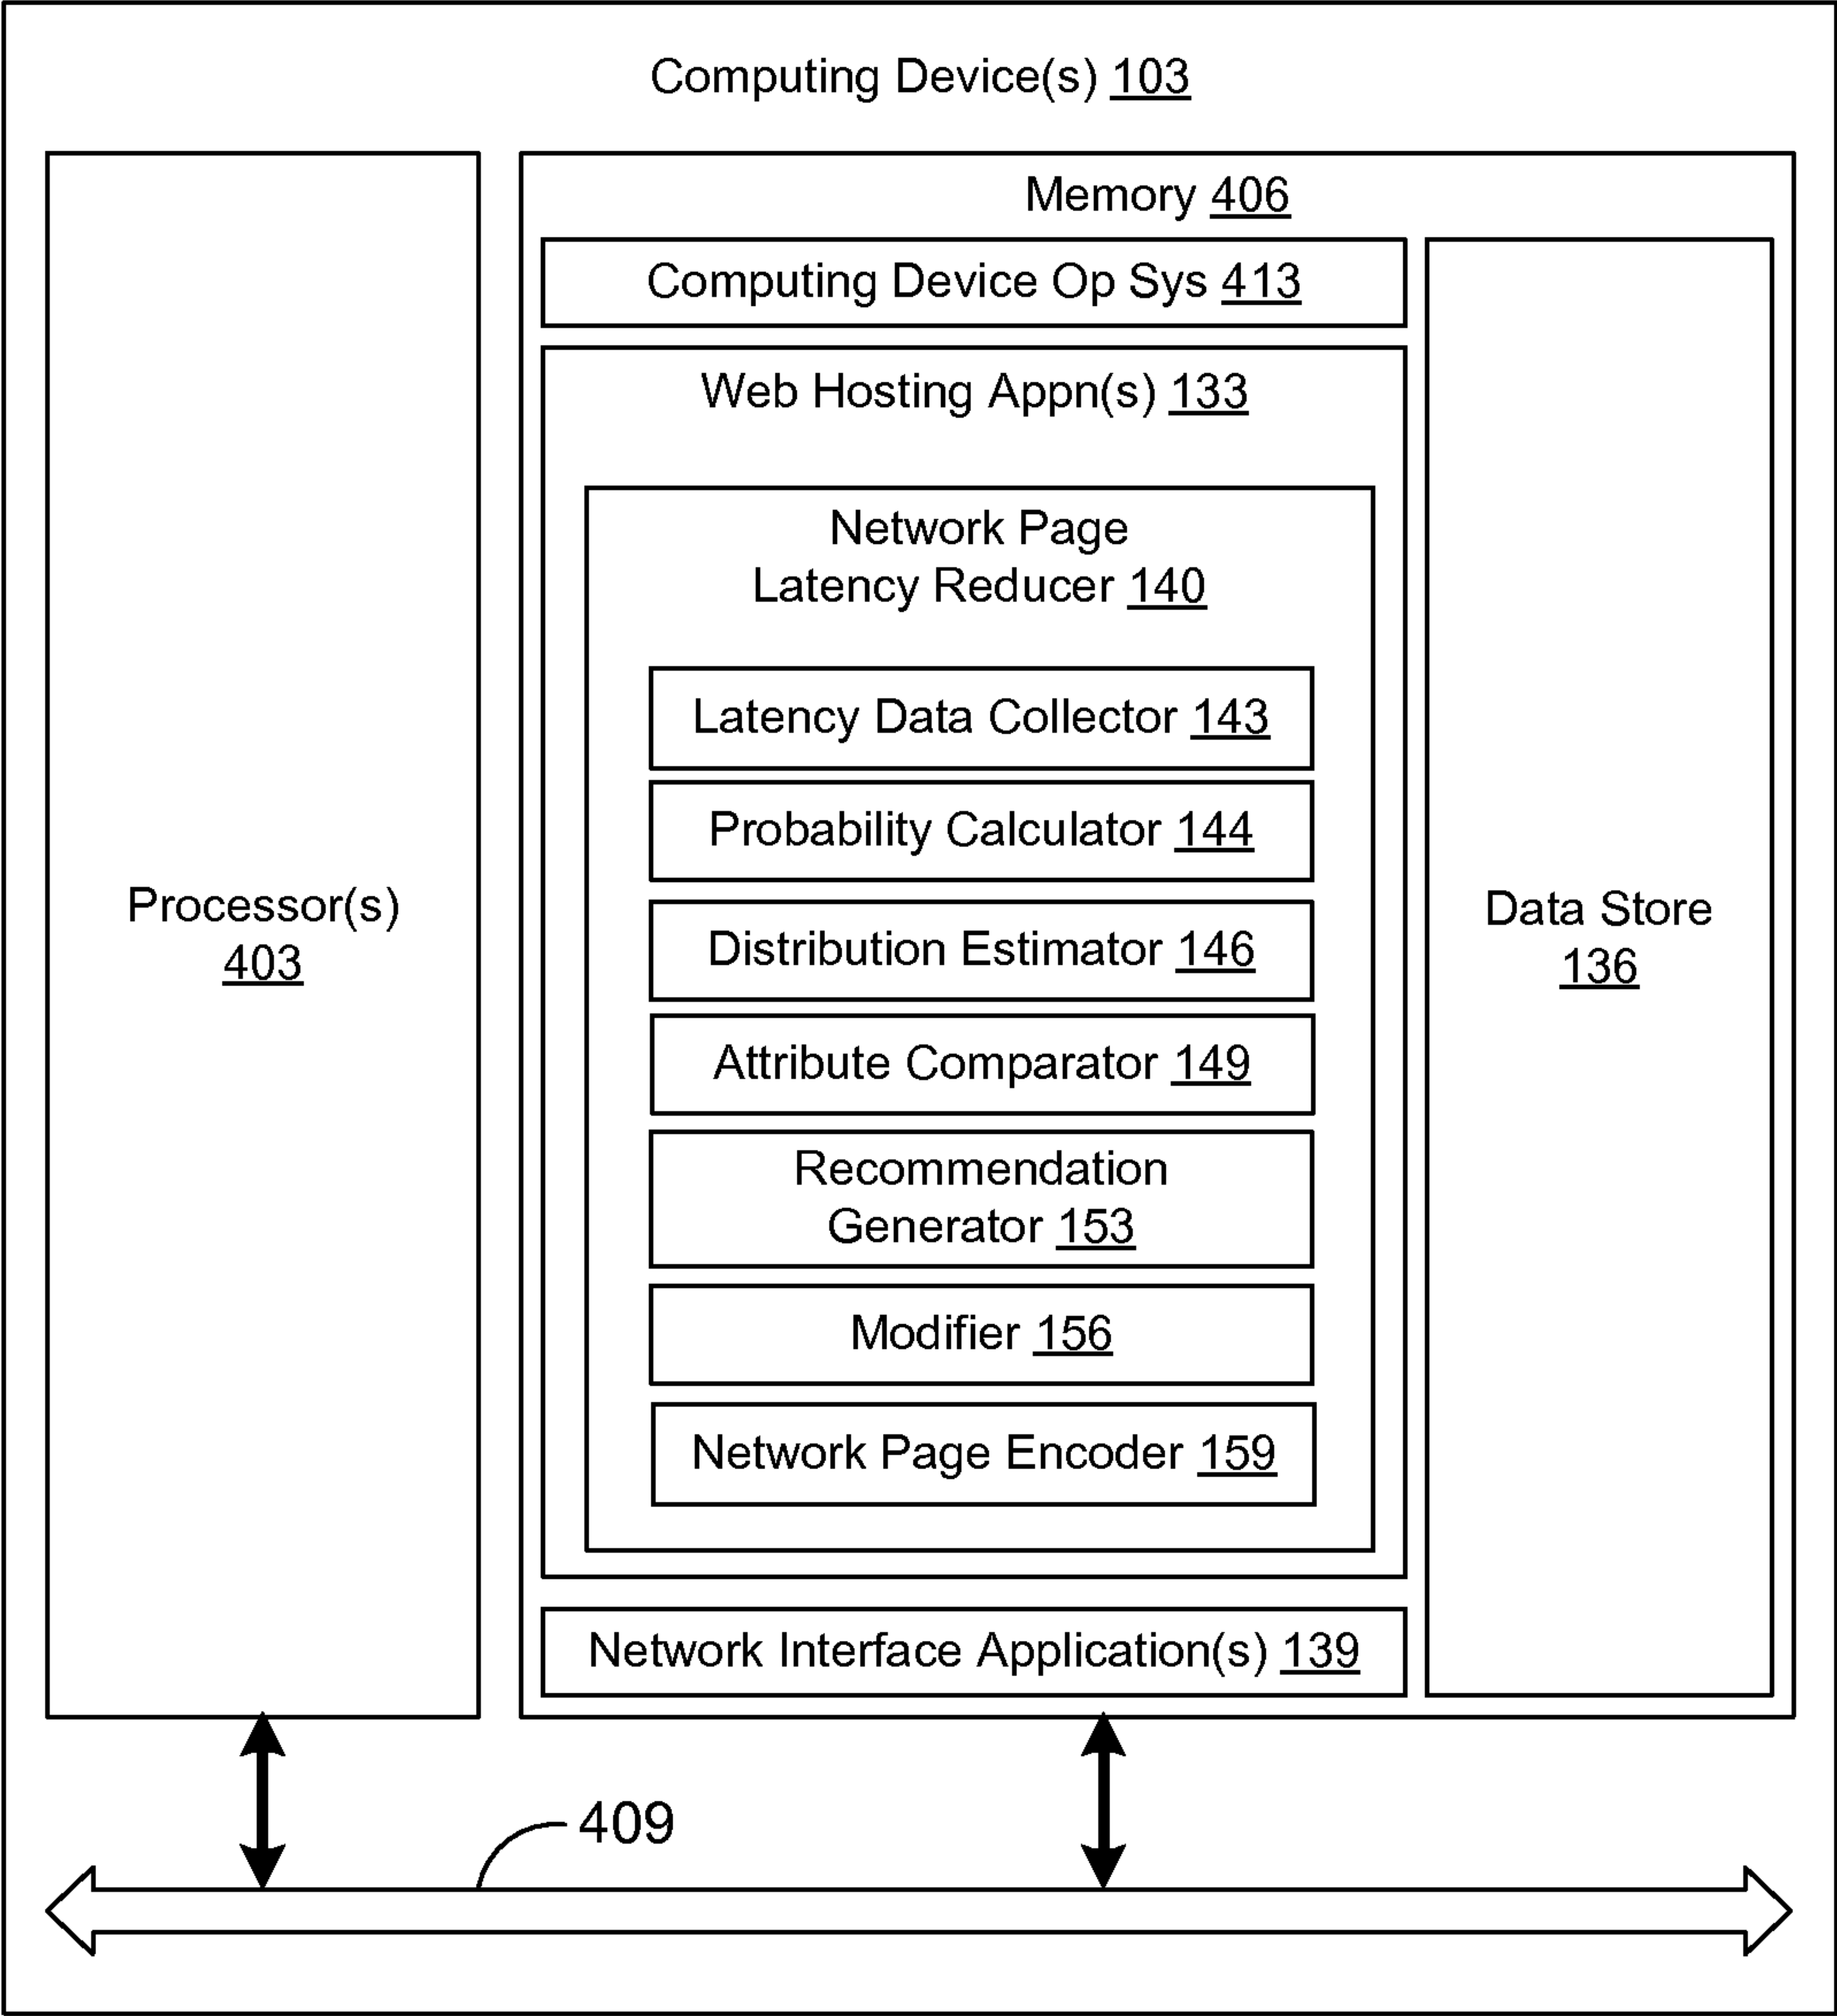 Computing Device(s) 103
Processor(s)
403
Memory 406
Computing Device Op Sys 413
Web Hosting Appn(s) 133
Network Page
Latency Reducer 140
Latency Data Collector 143
Probability Calculator 144
Distribution Estimator 146
Attribute Comparator 149
Recommendation
Generator 153
Modifier 156
Network Page Encoder 159
Network Interface Application(s) 139
Data Store
136
409